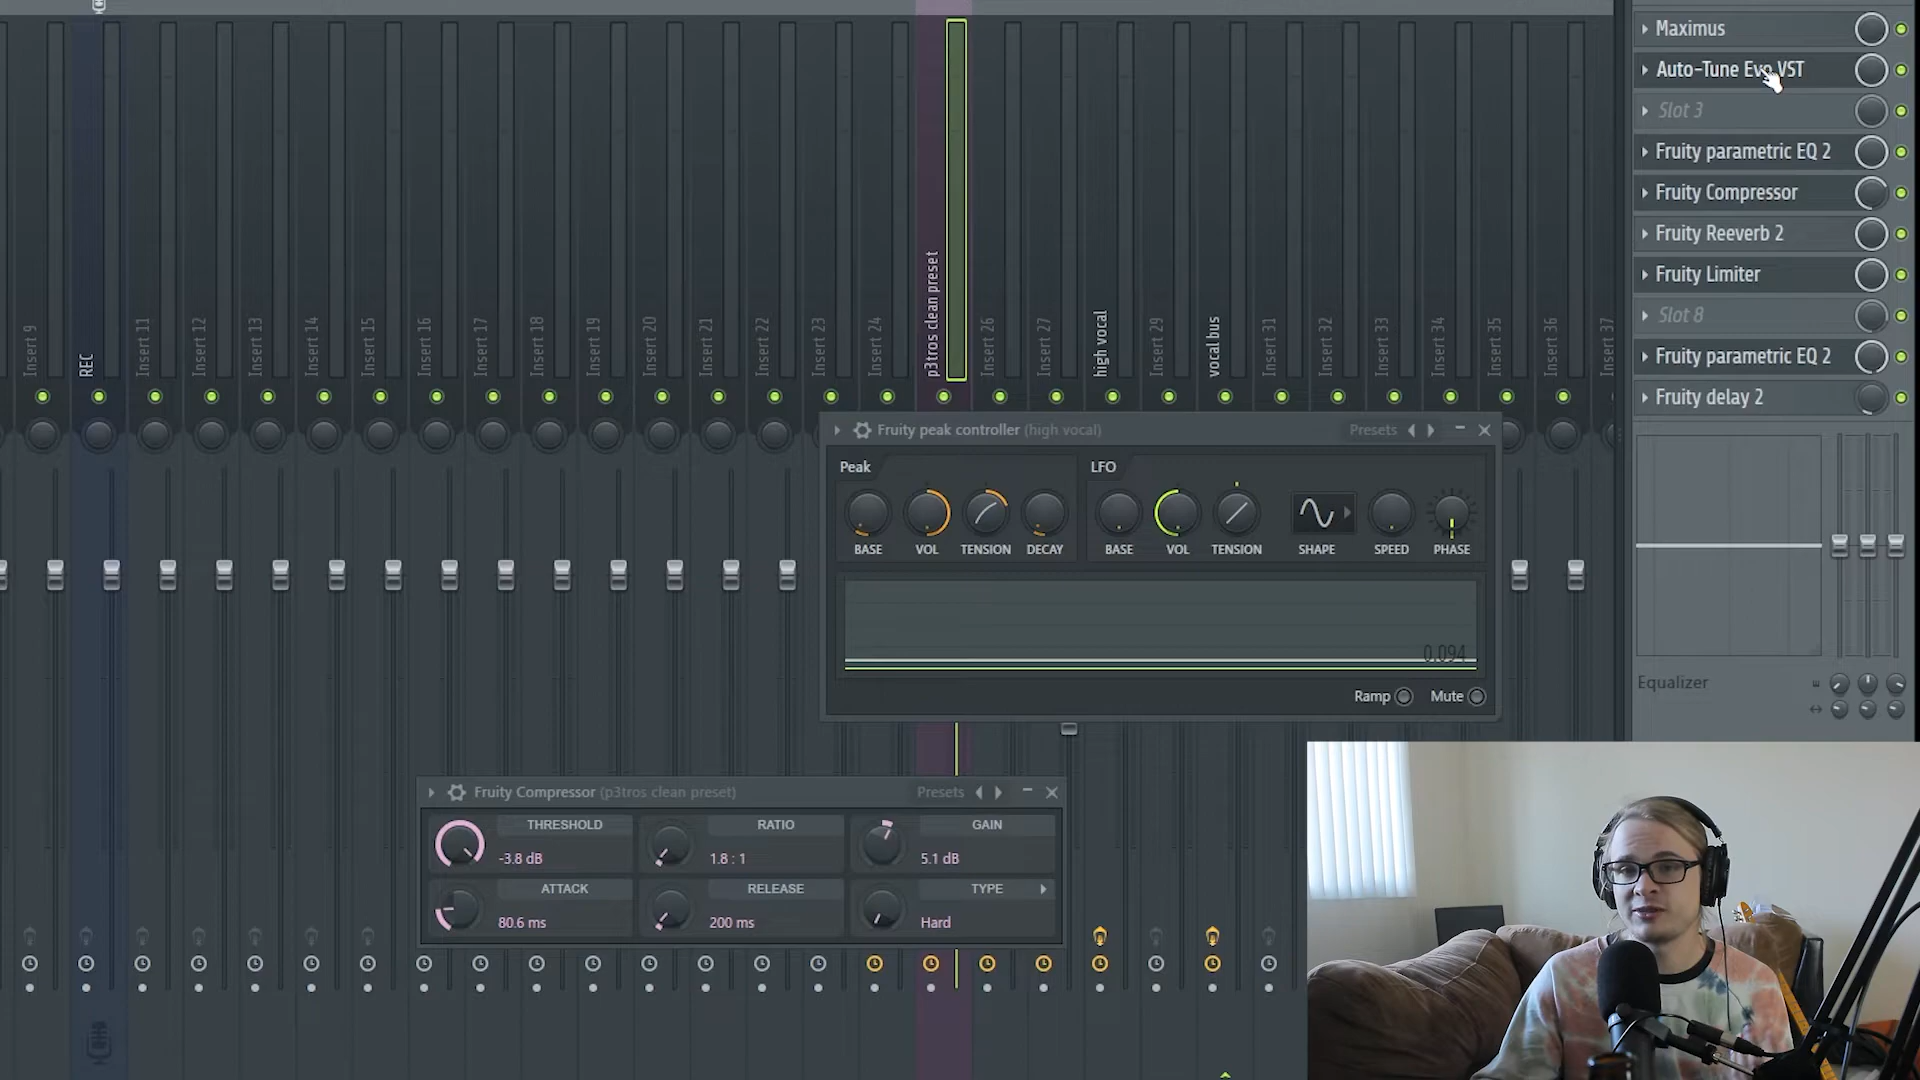 Maximus
Auto-Tune Evo VST
Slot 3
Fruity parametric EQ 2
Fruity Compressor
Fruity Reeverb 2
Fruity Limiter
Slot 8
Fruity parametric EQ 2
Fruity delay 2
Equalizer
Insert 9
REC
Insert 11
Insert 12
Insert 13
Insert 14
Insert 15
Insert 16
Insert 17
Insert 18
Insert 19
Insert 20
Insert 21
Insert 22
Insert 23
Insert 24
p3tros clean preset
Insert 26
Insert 27
high vocal
Insert 29
vocal bus
Insert 31
Insert 32
Insert 33
Insert 34
Insert 35
Insert 36
Insert 37
Fruity peak controller (high vocal) Presets
Peak LFO
BASE VOL TENSION DECAY BASE VOL TENSION SHAPE SPEED PHASE
0.094
Ramp Mute
Fruity Compressor (p3tros clean preset) Presets
THRESHOLD RATIO GAIN
-3.8 dB 1.8 : 1 5.1 dB
ATTACK RELEASE TYPE
80.6 ms 200 ms Hard